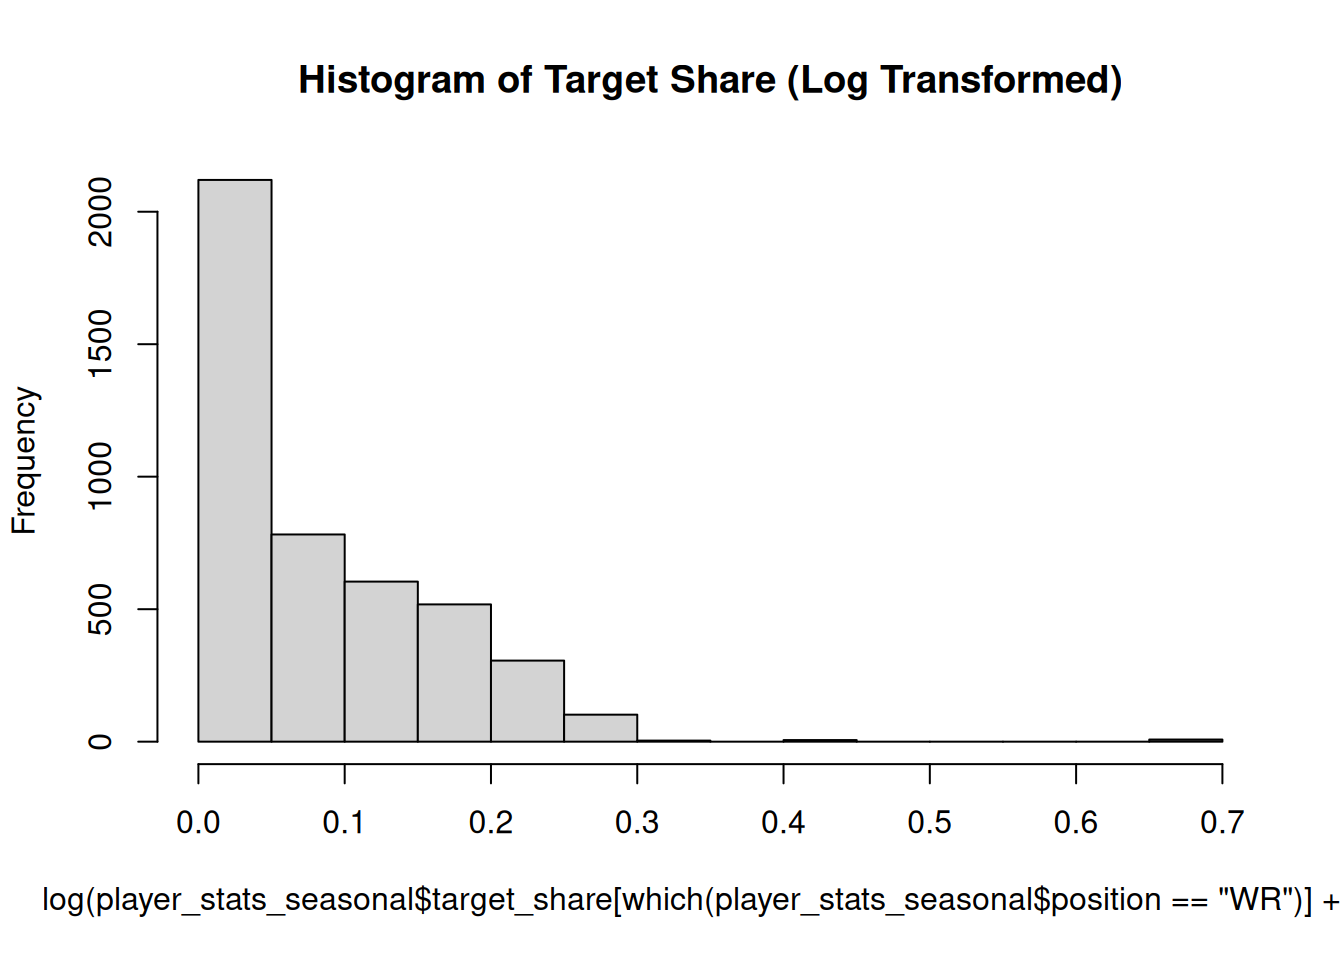 Histogram of Target Share (Log Transformed)
Frequency
2000
1500
1000
500
0
0.0 0.1 0.2 0.3 0.4 0.5 0.6 0.7
log(player_stats_seasonal$target_share[which(player_stats_seasonal$position == "WR")] +